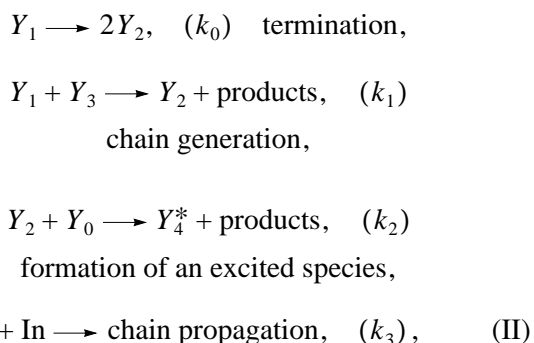 Y₁ ⟶ 2Y₂, (k₀) termination,
Y₁ + Y₃ ⟶ Y₂ + products, (k₁)
chain generation,
Y₂ + Y₀ ⟶ Y₄* + products, (k₂)
formation of an excited species,
+ In ⟶ chain propagation, (k₃), (II)